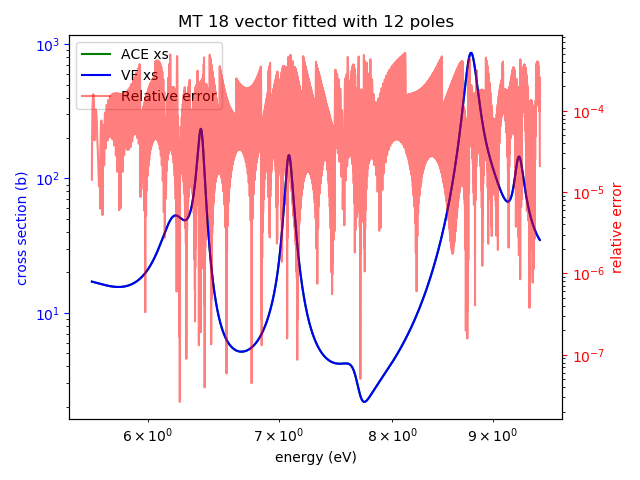 MT 18 vector fitted with 12 poles
ACE xs
VF xs
Relative error
cross section (b)
10³
10²
10¹
10⁻⁴
10⁻⁵
10⁻⁶
10⁻⁷
relative error
6 × 10⁰ 7 × 10⁰ 8 × 10⁰ 9 × 10⁰
energy (eV)